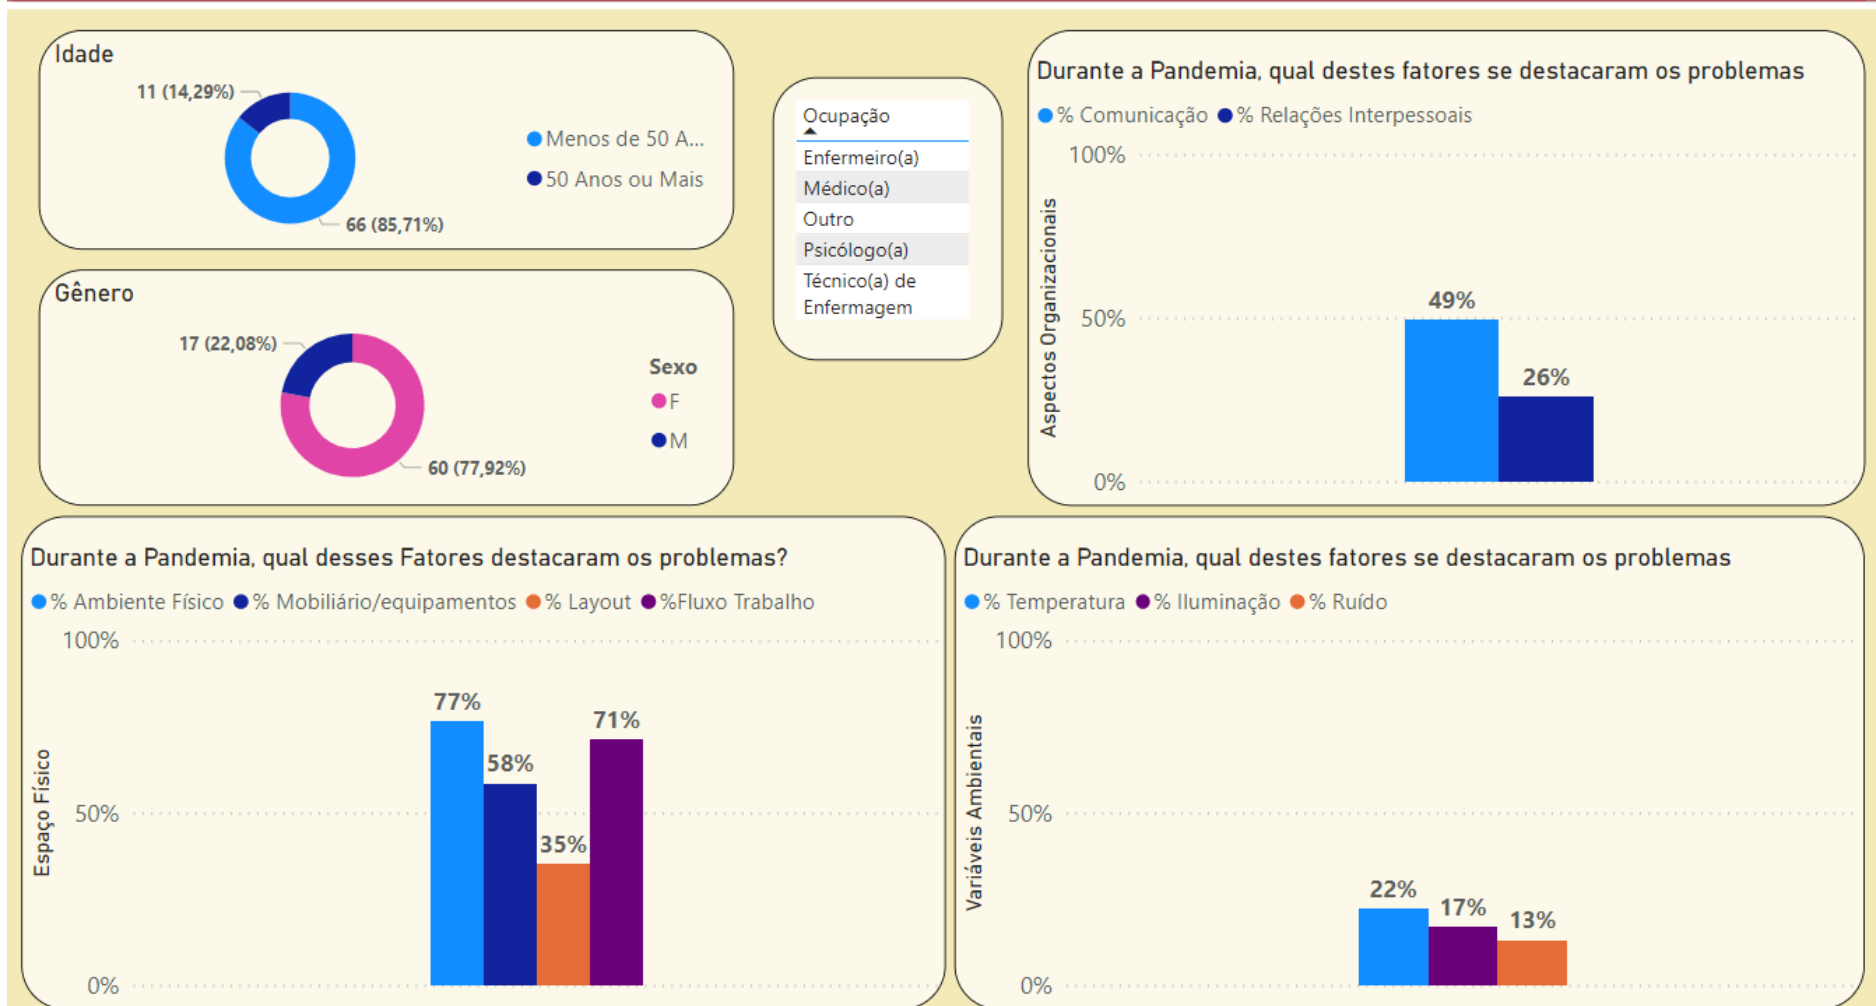 Idade
11 (14,29%)
Menos de 50 A...
50 Anos ou Mais
66 (85,71%)
Gênero
17 (22,08%)
Sexo
F
M
60 (77,92%)
Ocupação
Enfermeiro(a)
Médico(a)
Outro
Psicólogo(a)
Técnico(a) de
Enfermagem
Durante a Pandemia, qual destes fatores se destacaram os problemas
% Comunicação % Relações Interpessoais
Aspectos Organizacionais
100%
50%
0%
49%
26%
Durante a Pandemia, qual desses Fatores destacaram os problemas?
% Ambiente Físico % Mobiliário/equipamentos % Layout %Fluxo Trabalho
Espaço Físico
100%
50%
0%
77%
58%
35%
71%
Durante a Pandemia, qual destes fatores se destacaram os problemas
% Temperatura % Iluminação % Ruído
Variáveis Ambientais
100%
50%
0%
22%
17%
13%